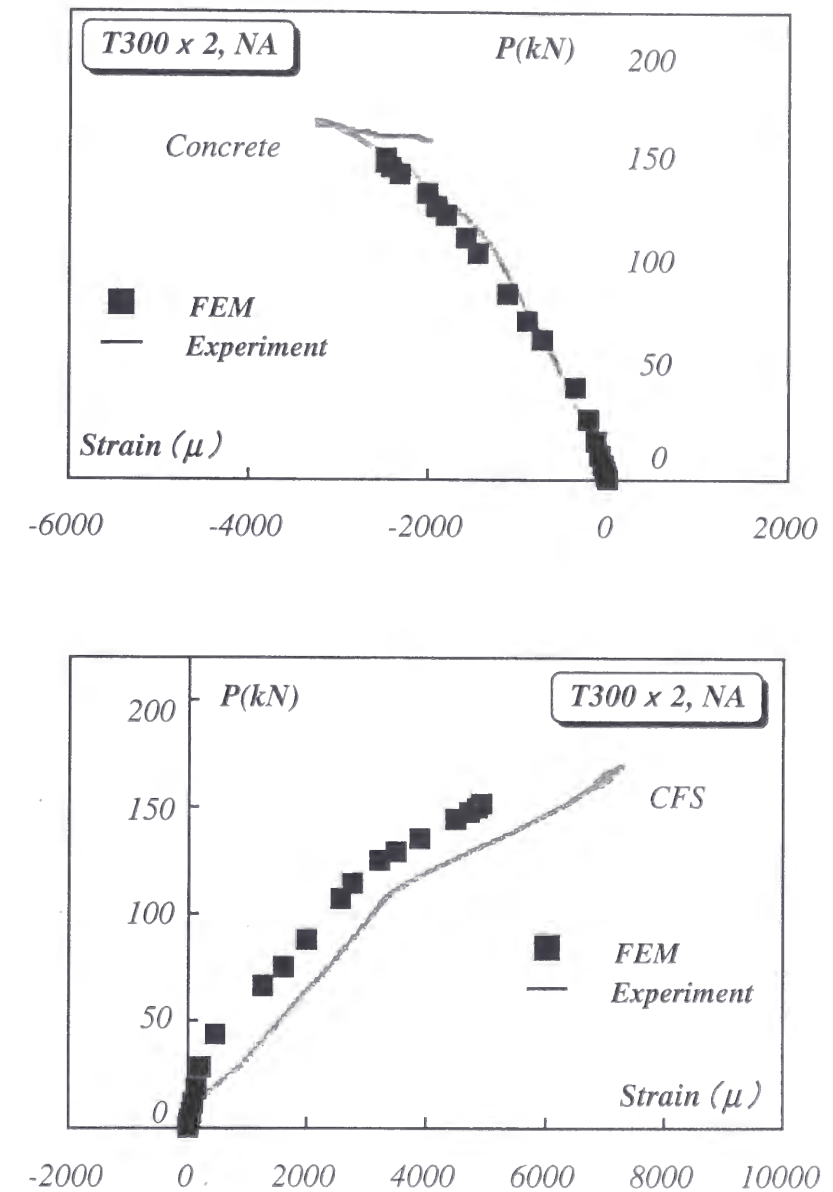 T300 x 2, NA
P(kN)
200
Concrete
150
100
FEM
Experiment
50
Strain (μ)
0
-6000 -4000 -2000 0 2000
P(kN)
T300 x 2, NA
200
150
CFS
100
FEM
Experiment
50
Strain (μ)
0
-2000 0 2000 4000 6000 8000 10000